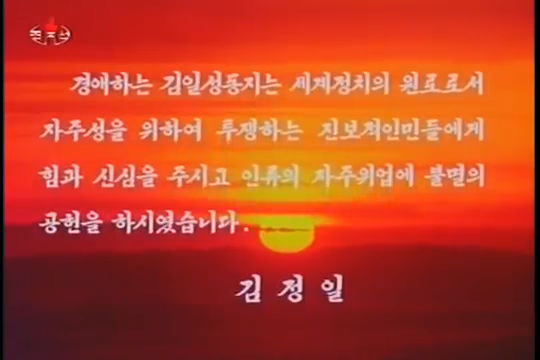 조선
경애하는 김일성동지는 세계정치의 원로로서
자주성을 위하여 투쟁하는 진보적인민들에게
힘과 신심을 주시고 인류의 자주위업에 불멸의
공헌을 하시였습니다.
김정일